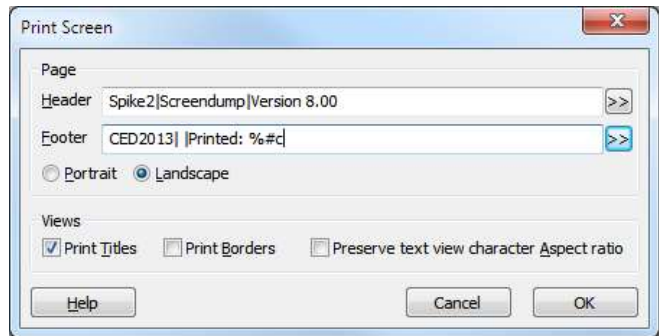 Print Screen
Page
Header Spike2|Screendump|Version 8.00 >>
Footer CED2013| |Printed: %#c >>
Portrait Landscape
Views
Print Titles Print Borders Preserve text view character Aspect ratio
Help Cancel OK